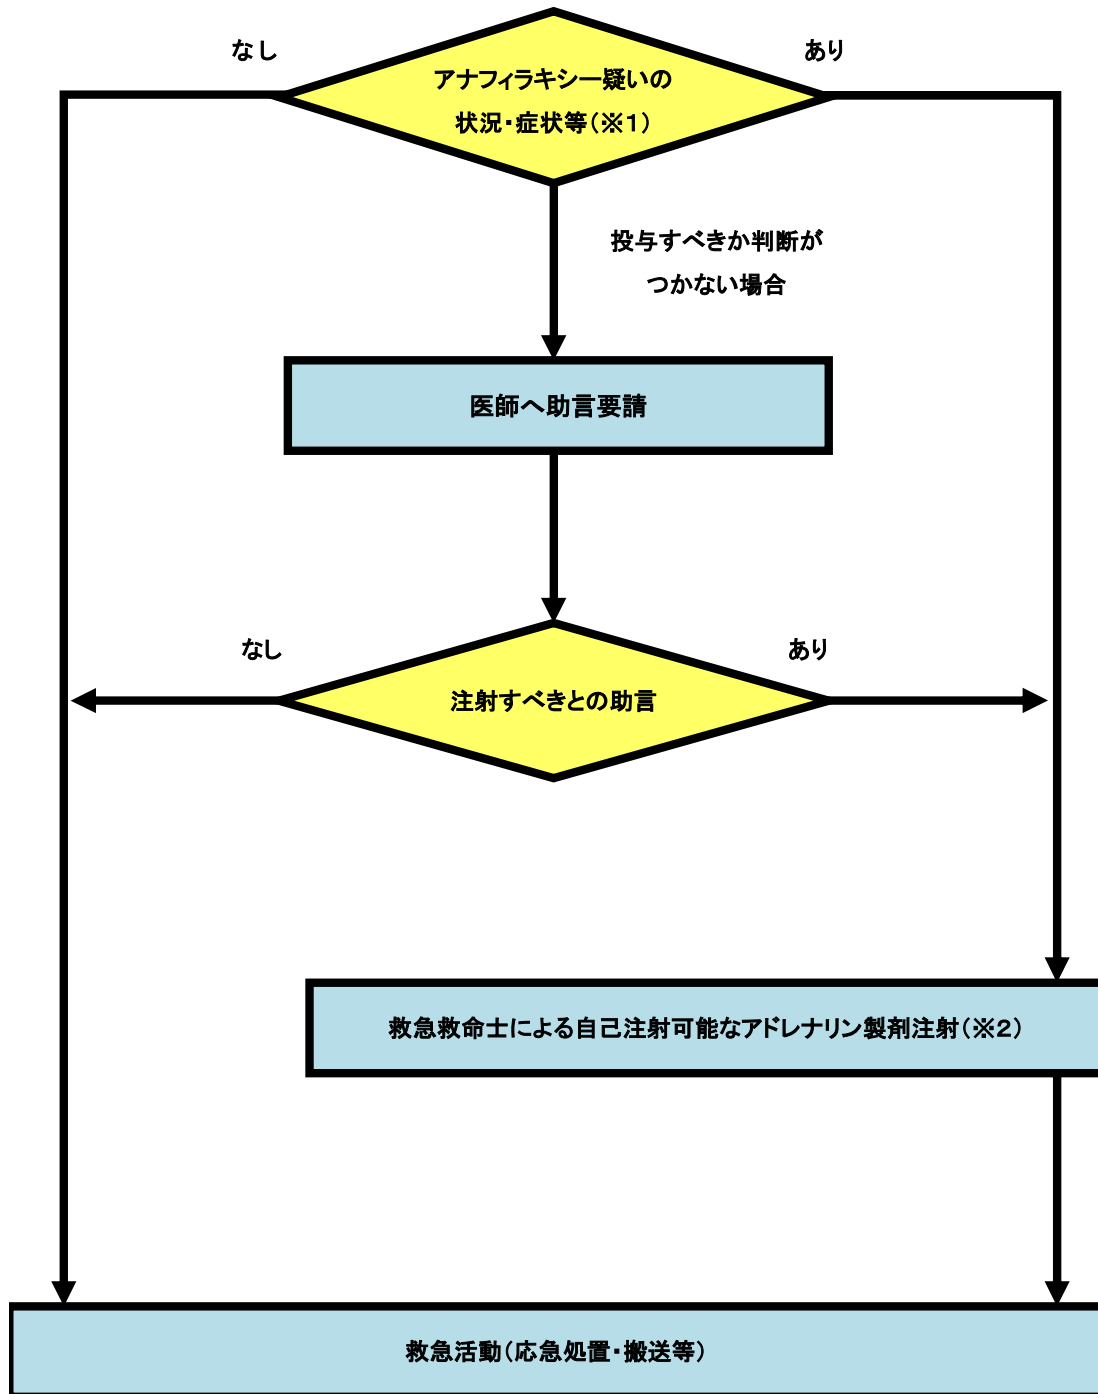 なし
あり
アナフィラキシー疑いの
状況・症状等(※1)
投与すべきか判断が
つかない場合
医師へ助言要請
なし
あり
注射すべきとの助言
救急救命士による自己注射可能なアドレナリン製剤注射(※2)
救急活動(応急処置・搬送等)